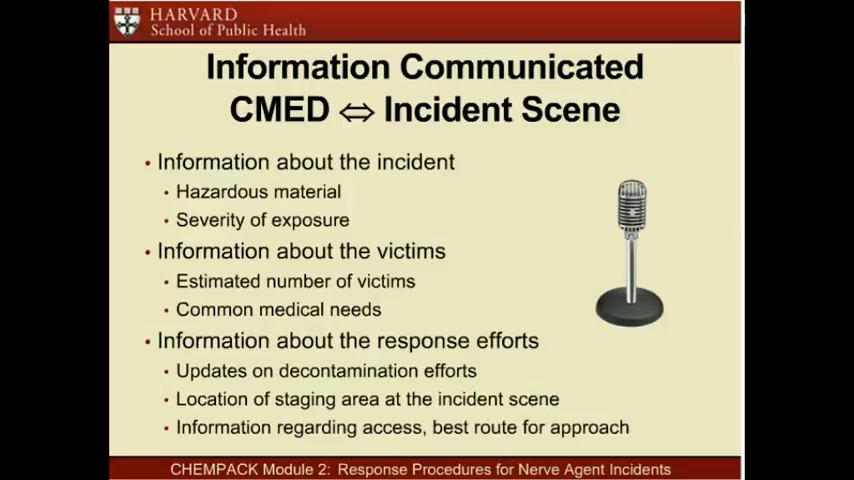 HARVARD
School of Public Health
Information Communicated
CMED ⇔ Incident Scene
• Information about the incident
• Hazardous material
• Severity of exposure
• Information about the victims
• Estimated number of victims
• Common medical needs
• Information about the response efforts
• Updates on decontamination efforts
• Location of staging area at the incident scene
• Information regarding access, best route for approach
CHEMPACK Module 2: Response Procedures for Nerve Agent Incidents